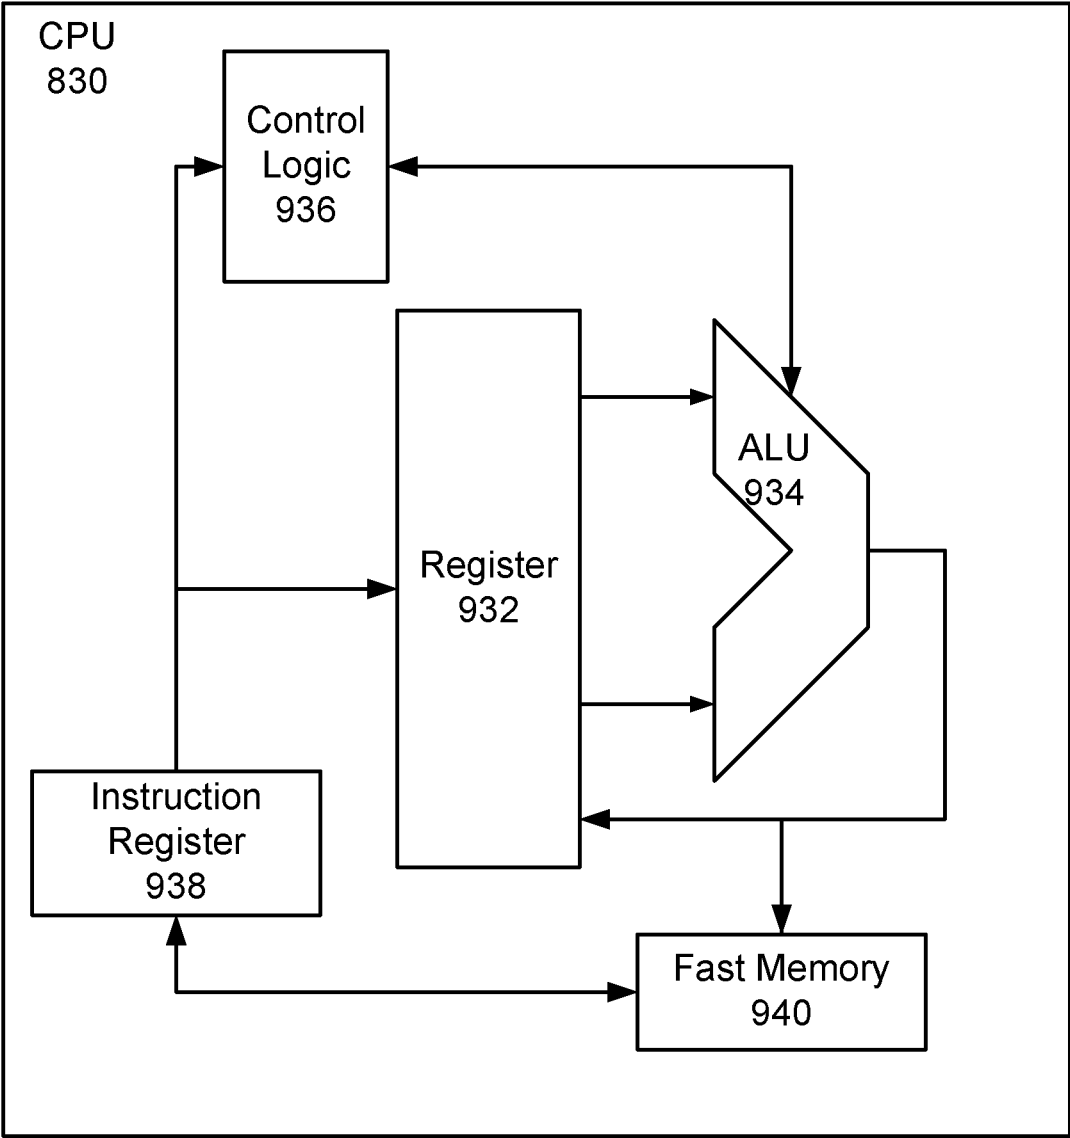 CPU
830
Control
Logic
936
ALU
934
Register
932
Instruction
Register
938
Fast Memory
940